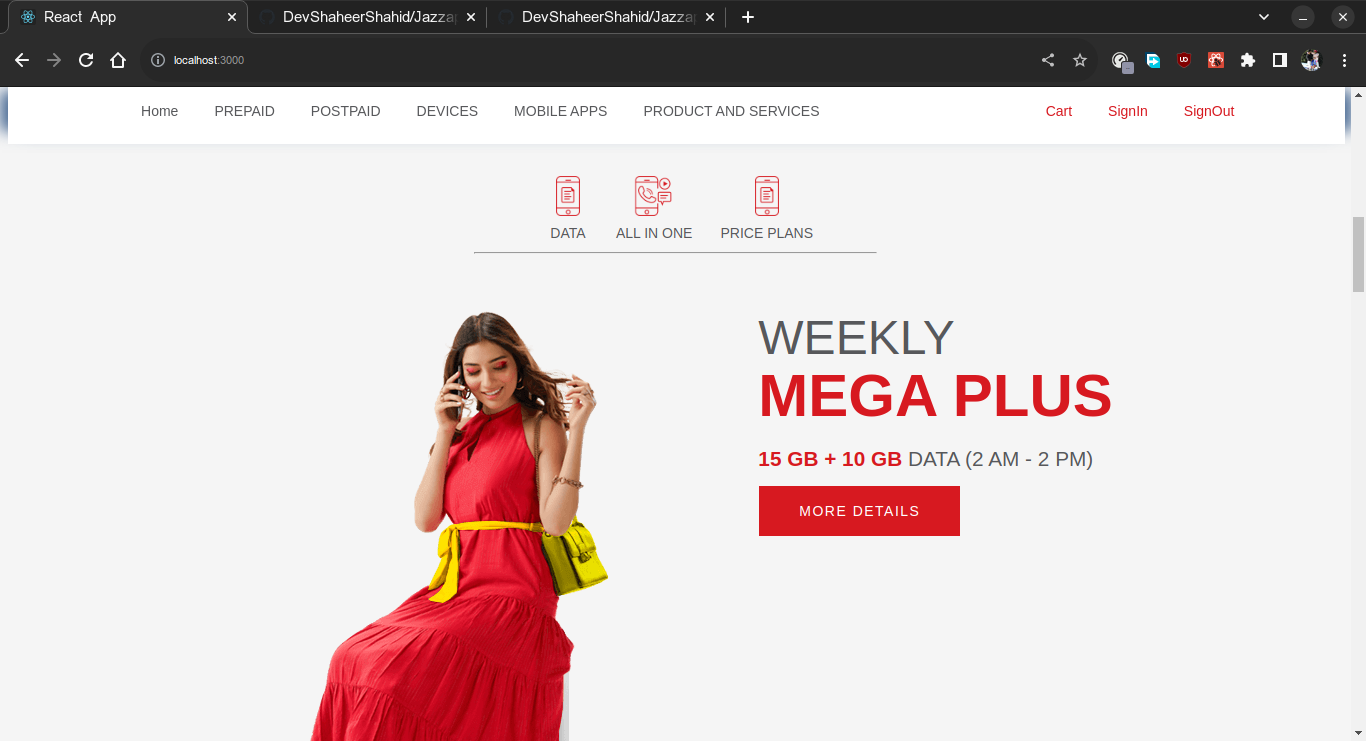 React App
DevShaheerShahid/Jazza
DevShaheerShahid/Jazza
localhost:3000
Home PREPAID POSTPAID DEVICES MOBILE APPS PRODUCT AND SERVICES Cart SignIn SignOut
DATA ALL IN ONE PRICE PLANS
WEEKLY
MEGA PLUS
15 GB + 10 GB DATA (2 AM - 2 PM)
MORE DETAILS